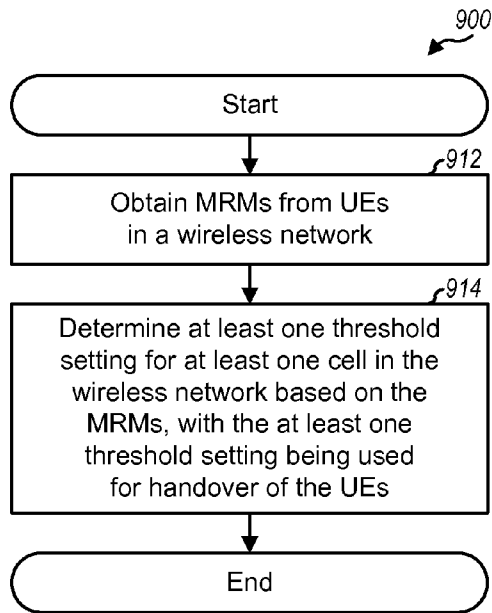 900
Start
912
Obtain MRMs from UEs
in a wireless network
914
Determine at least one threshold
setting for at least one cell in the
wireless network based on the
MRMs, with the at least one
threshold setting being used
for handover of the UEs
End